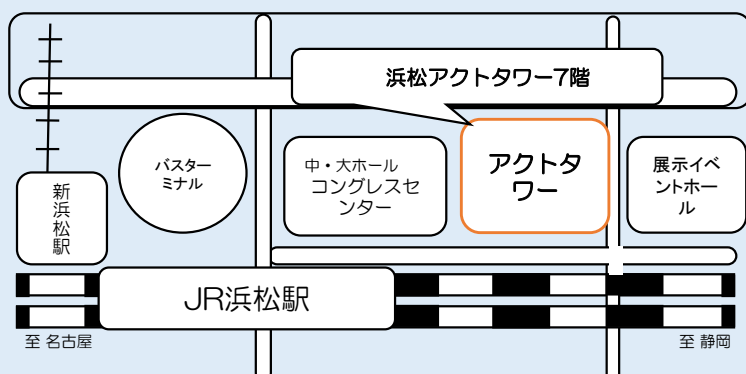 浜松アクトタワー7階
新浜松駅
バスター
ミナル
中・大ホール
コングレスセ
ンター
アクトタ
ワー
展示イベ
ントホー
ル
JR浜松駅
至 名古屋
至 静岡